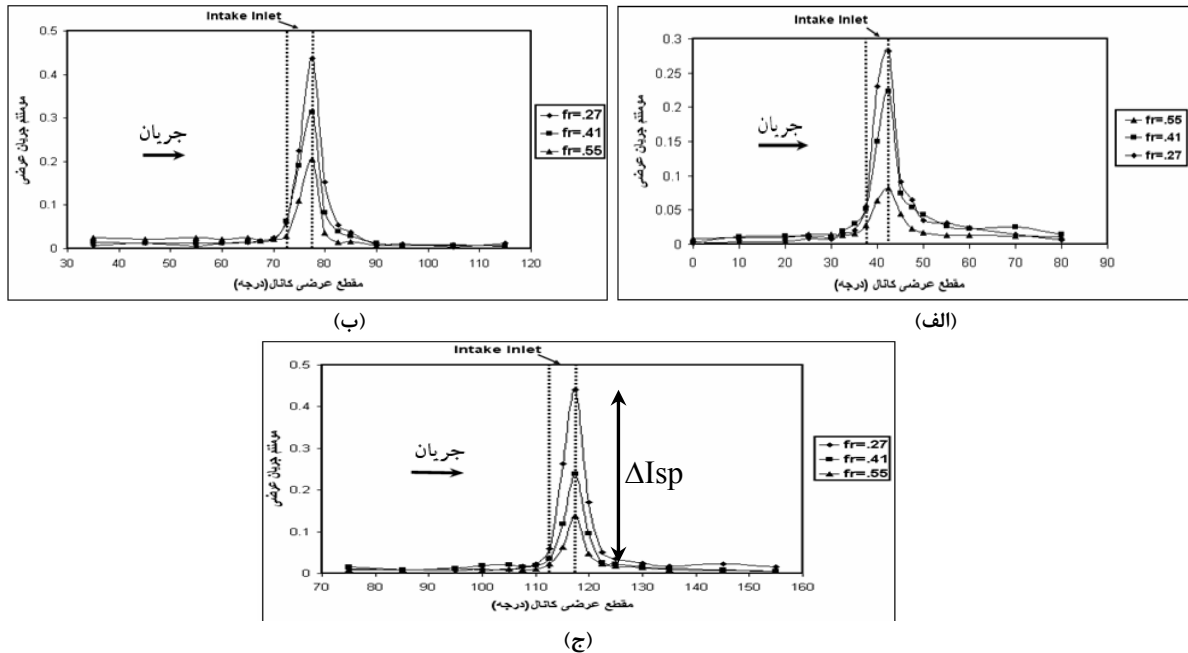 Intake Inlet
0.3
0.25
0.2
0.15
0.1
0.05
0
0 10 20 30 40 50 60 70 80 90
مومنتم جریان عرضی
مقطع عرضی کانال (درجه)
جریان
fr=.55
fr=.41
fr=.27
(الف)
Intake Inlet
0.5
0.4
0.3
0.2
0.1
0
30 40 50 60 70 80 90 100 110 120
مومنتم جریان عرضی
مقطع عرضی کانال(درجه)
جریان
fr=.27
fr=.41
fr=.55
(ب)
Intake Inlet
0.5
0.4
0.3
0.2
0.1
0
70 80 90 100 110 120 130 140 150 160
مومنتم جریان عرضی
مقطع عرضی کانال(درجه)
جریان
ΔIsp
fr=.27
fr=.41
fr=.55
(ج)